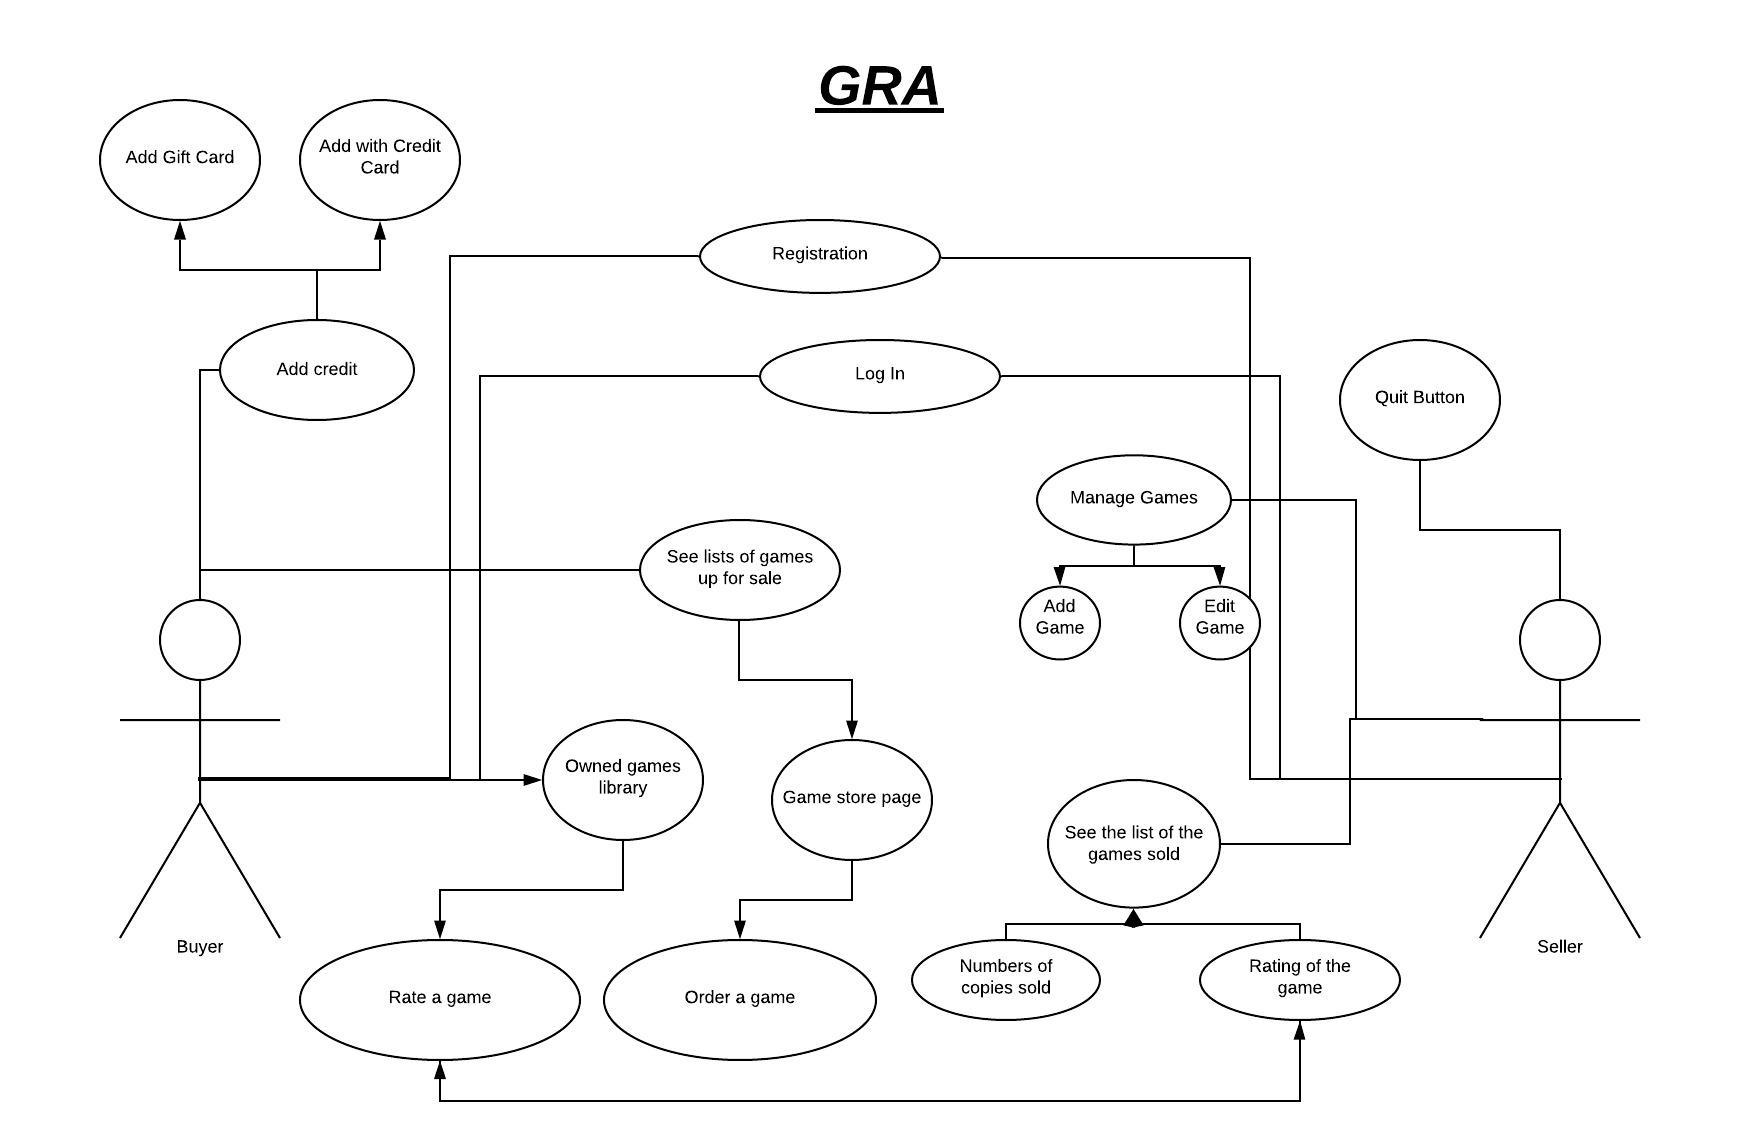 GRA
Add Gift Card
Add with Credit
Card
Registration
Add credit
Log In
Quit Button
Manage Games
See lists of games
up for sale
Add
Game
Edit
Game
Owned games
library
Game store page
See the list of the
games sold
Buyer
Seller
Rate a game
Order a game
Numbers of
copies sold
Rating of the
game